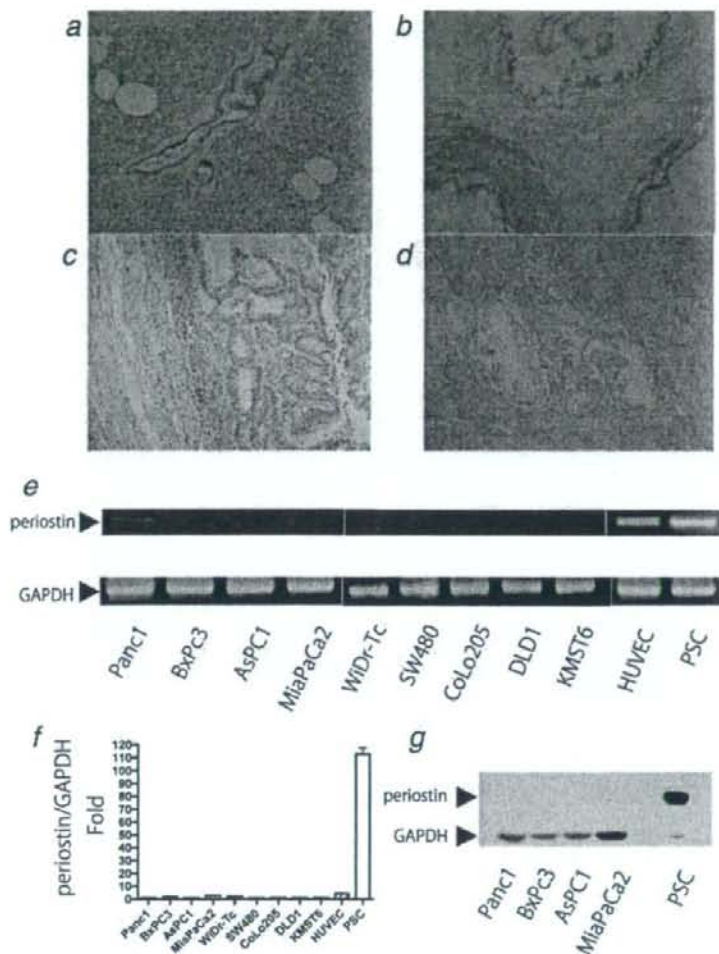 a
b
c
d
e
periostin
GAPDH
Panc1
BxPc3
AsPC1
MiaPaCa2
WiDr-Tc
SW480
CoLo205
DLD1
KMST6
HUVEC
PSC
f
periostin/GAPDH
Fold
120
110
100
90
80
70
60
50
40
30
20
10
0
Panc1
BxPC3
AsPC1
MiaPaCa2
WiDr-Tc
SW480
CoLo205
DLD1
KMST6
HUVEC
PSC
g
periostin
GAPDH
Panc1
BxPc3
AsPC1
MiaPaCa2
PSC